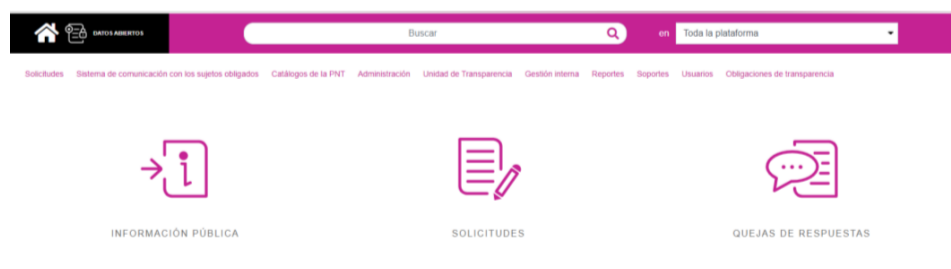 DATOS ABIERTOS Buscar en Toda la plataforma
Solicitudes Sistema de comunicación con los sujetos obligados Catálogos de la PNT Administración Unidad de Transparencia Gestión interna Reportes Soportes Usuarios Obligaciones de transparencia
INFORMACIÓN PÚBLICA SOLICITUDES QUEJAS DE RESPUESTAS